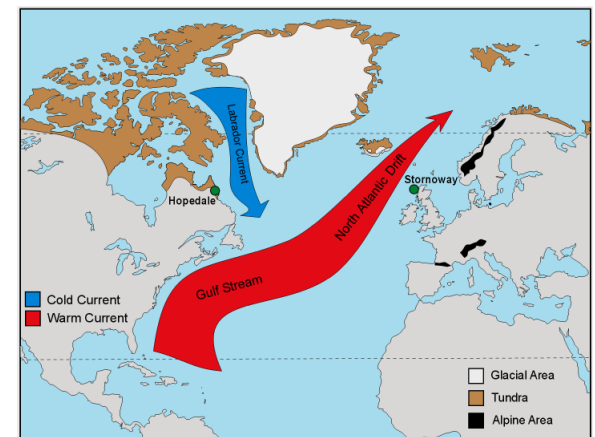 Labrador Current
Hopedale
Stornoway
North Atlantic Drift
Gulf Stream
Cold Current
Warm Current
Glacial Area
Tundra
Alpine Area